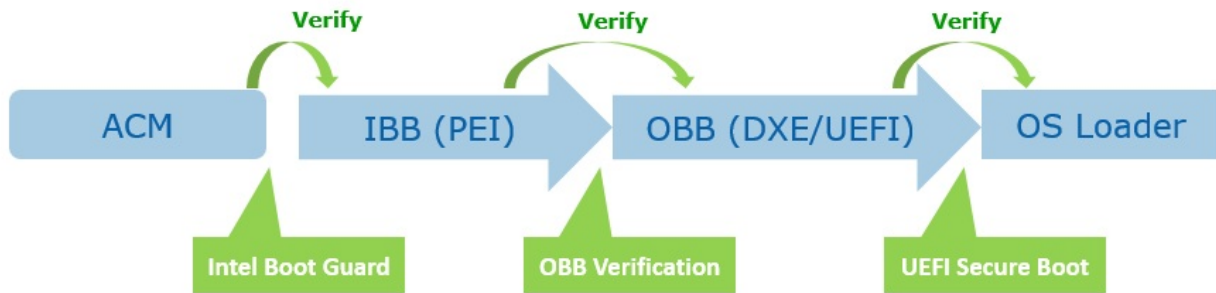 Verify
Verify
Verify
ACM
IBB (PEI)
OBB (DXE/UEFI)
OS Loader
Intel Boot Guard
OBB Verification
UEFI Secure Boot